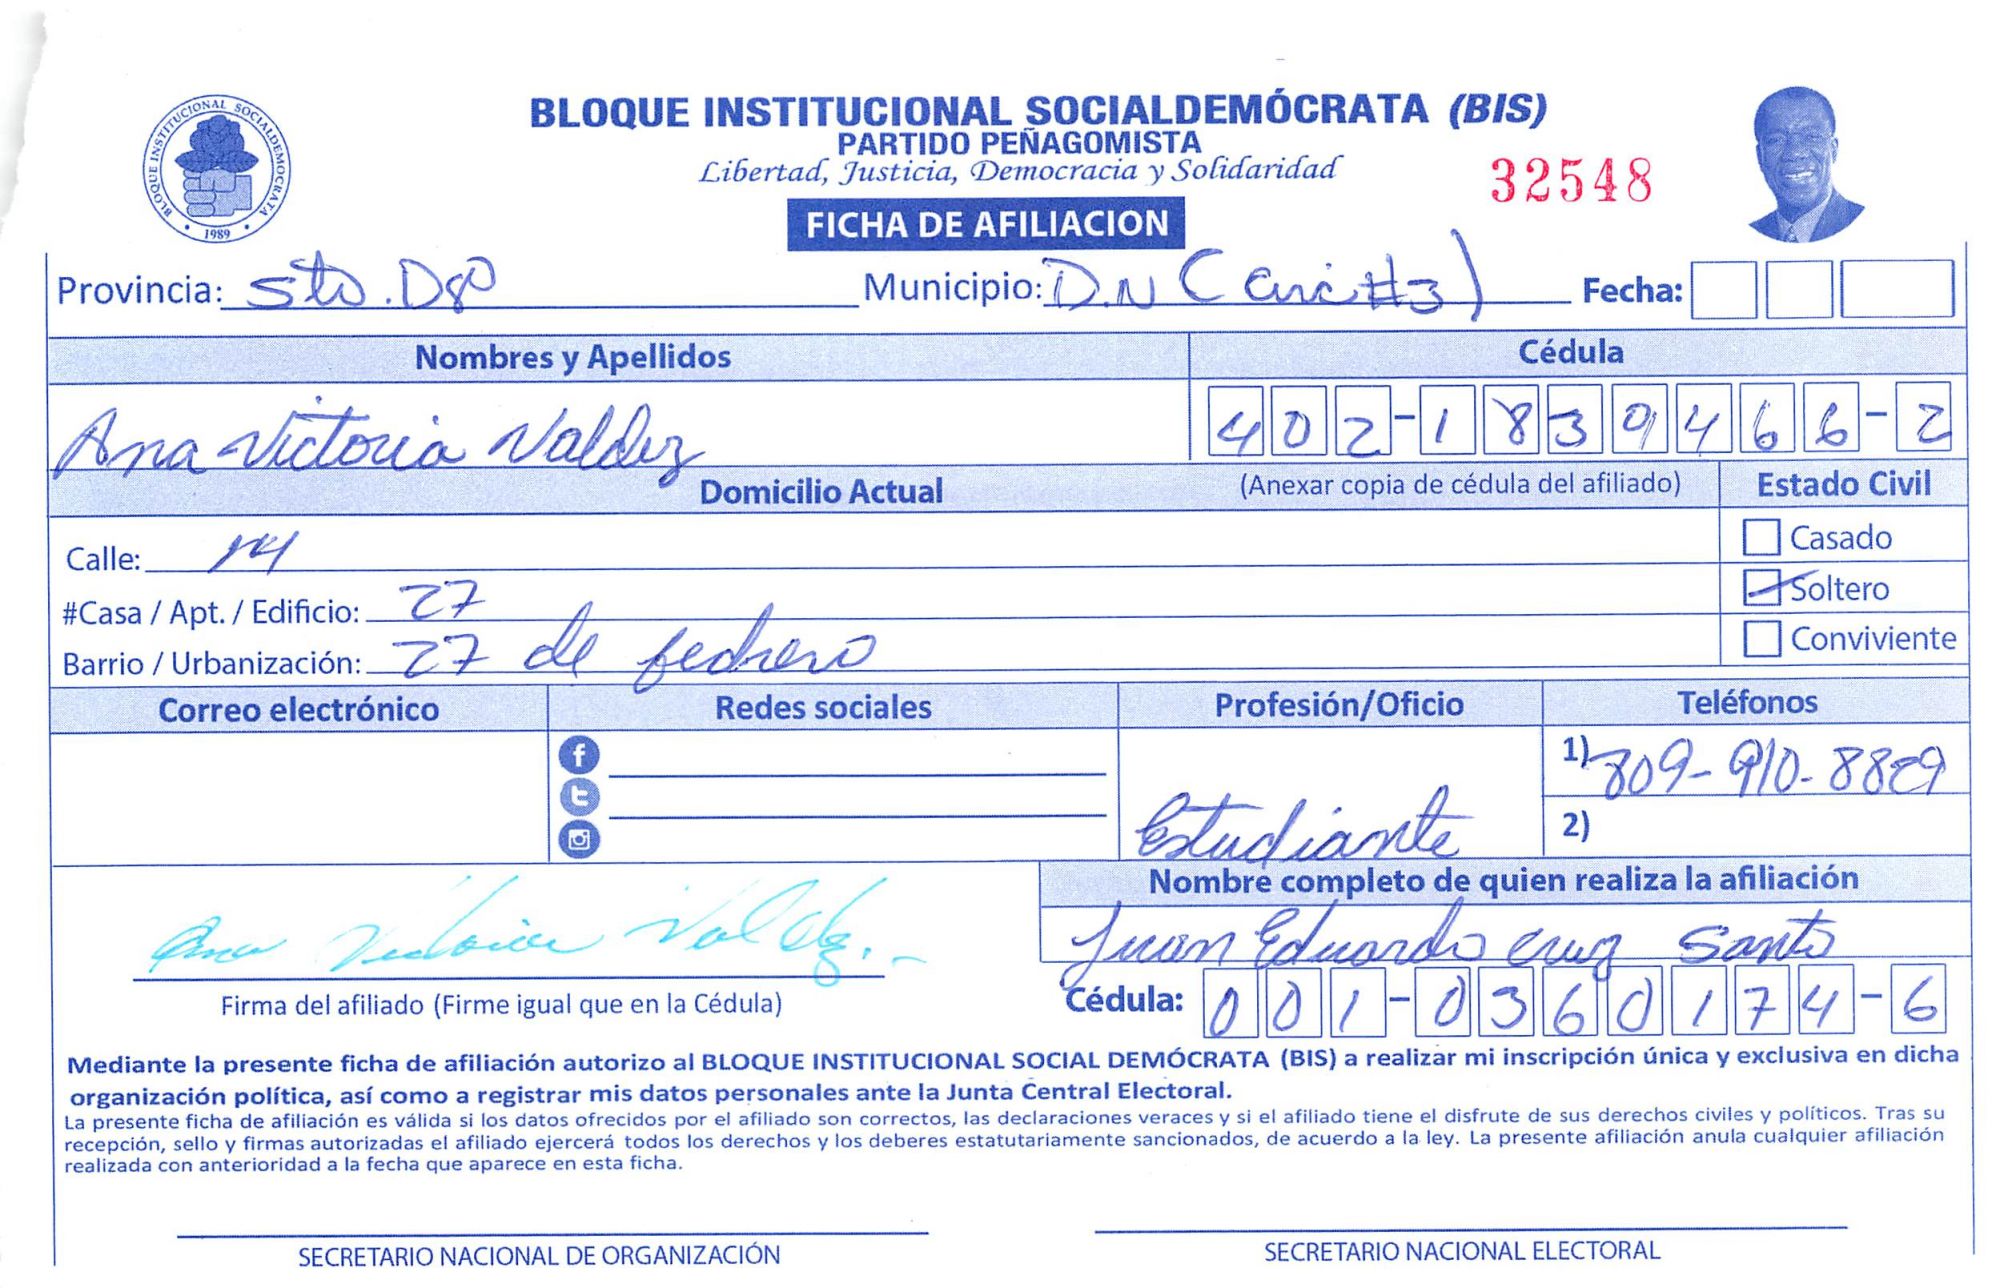 BLOQUE INSTITUCIONAL SOCIALDEMÓCRATA (BIS)
PARTIDO PEÑAGOMISTA
Libertad, Justicia, Democracia y Solidaridad
32548
BLOQUE INSTITUCIONAL SOCIALDEMOCRATA
1989
FICHA DE AFILIACION
Provincia: Sto. Dgo Municipio: D.N (Circ #3) Fecha:
Nombres y Apellidos Cédula
Ana Victoria Valdez 402-1839466-2
Domicilio Actual (Anexar copia de cédula del afiliado) Estado Civil
Calle: 14 Casado
#Casa / Apt. / Edificio: 27 Soltero
Barrio / Urbanización: 27 de febrero Conviviente
Correo electrónico Redes sociales Profesión/Oficio Teléfonos
1) 809-910-8829
Estudiante 2)
Nombre completo de quien realiza la afiliación
Ana Victoria Valdez. Juan Eduardo Cruz Santo
Firma del afiliado (Firme igual que en la Cédula) Cédula: 001-0360174-6
Mediante la presente ficha de afiliación autorizo al BLOQUE INSTITUCIONAL SOCIAL DEMÓCRATA (BIS) a realizar mi inscripción única y exclusiva en dicha
organización política, así como a registrar mis datos personales ante la Junta Central Electoral.
La presente ficha de afiliación es válida si los datos ofrecidos por el afiliado son correctos, las declaraciones veraces y si el afiliado tiene el disfrute de sus derechos civiles y políticos. Tras su
recepción, sello y firmas autorizadas el afiliado ejercerá todos los derechos y los deberes estatutariamente sancionados, de acuerdo a la ley. La presente afiliación anula cualquier afiliación
realizada con anterioridad a la fecha que aparece en esta ficha.
SECRETARIO NACIONAL DE ORGANIZACIÓN SECRETARIO NACIONAL ELECTORAL